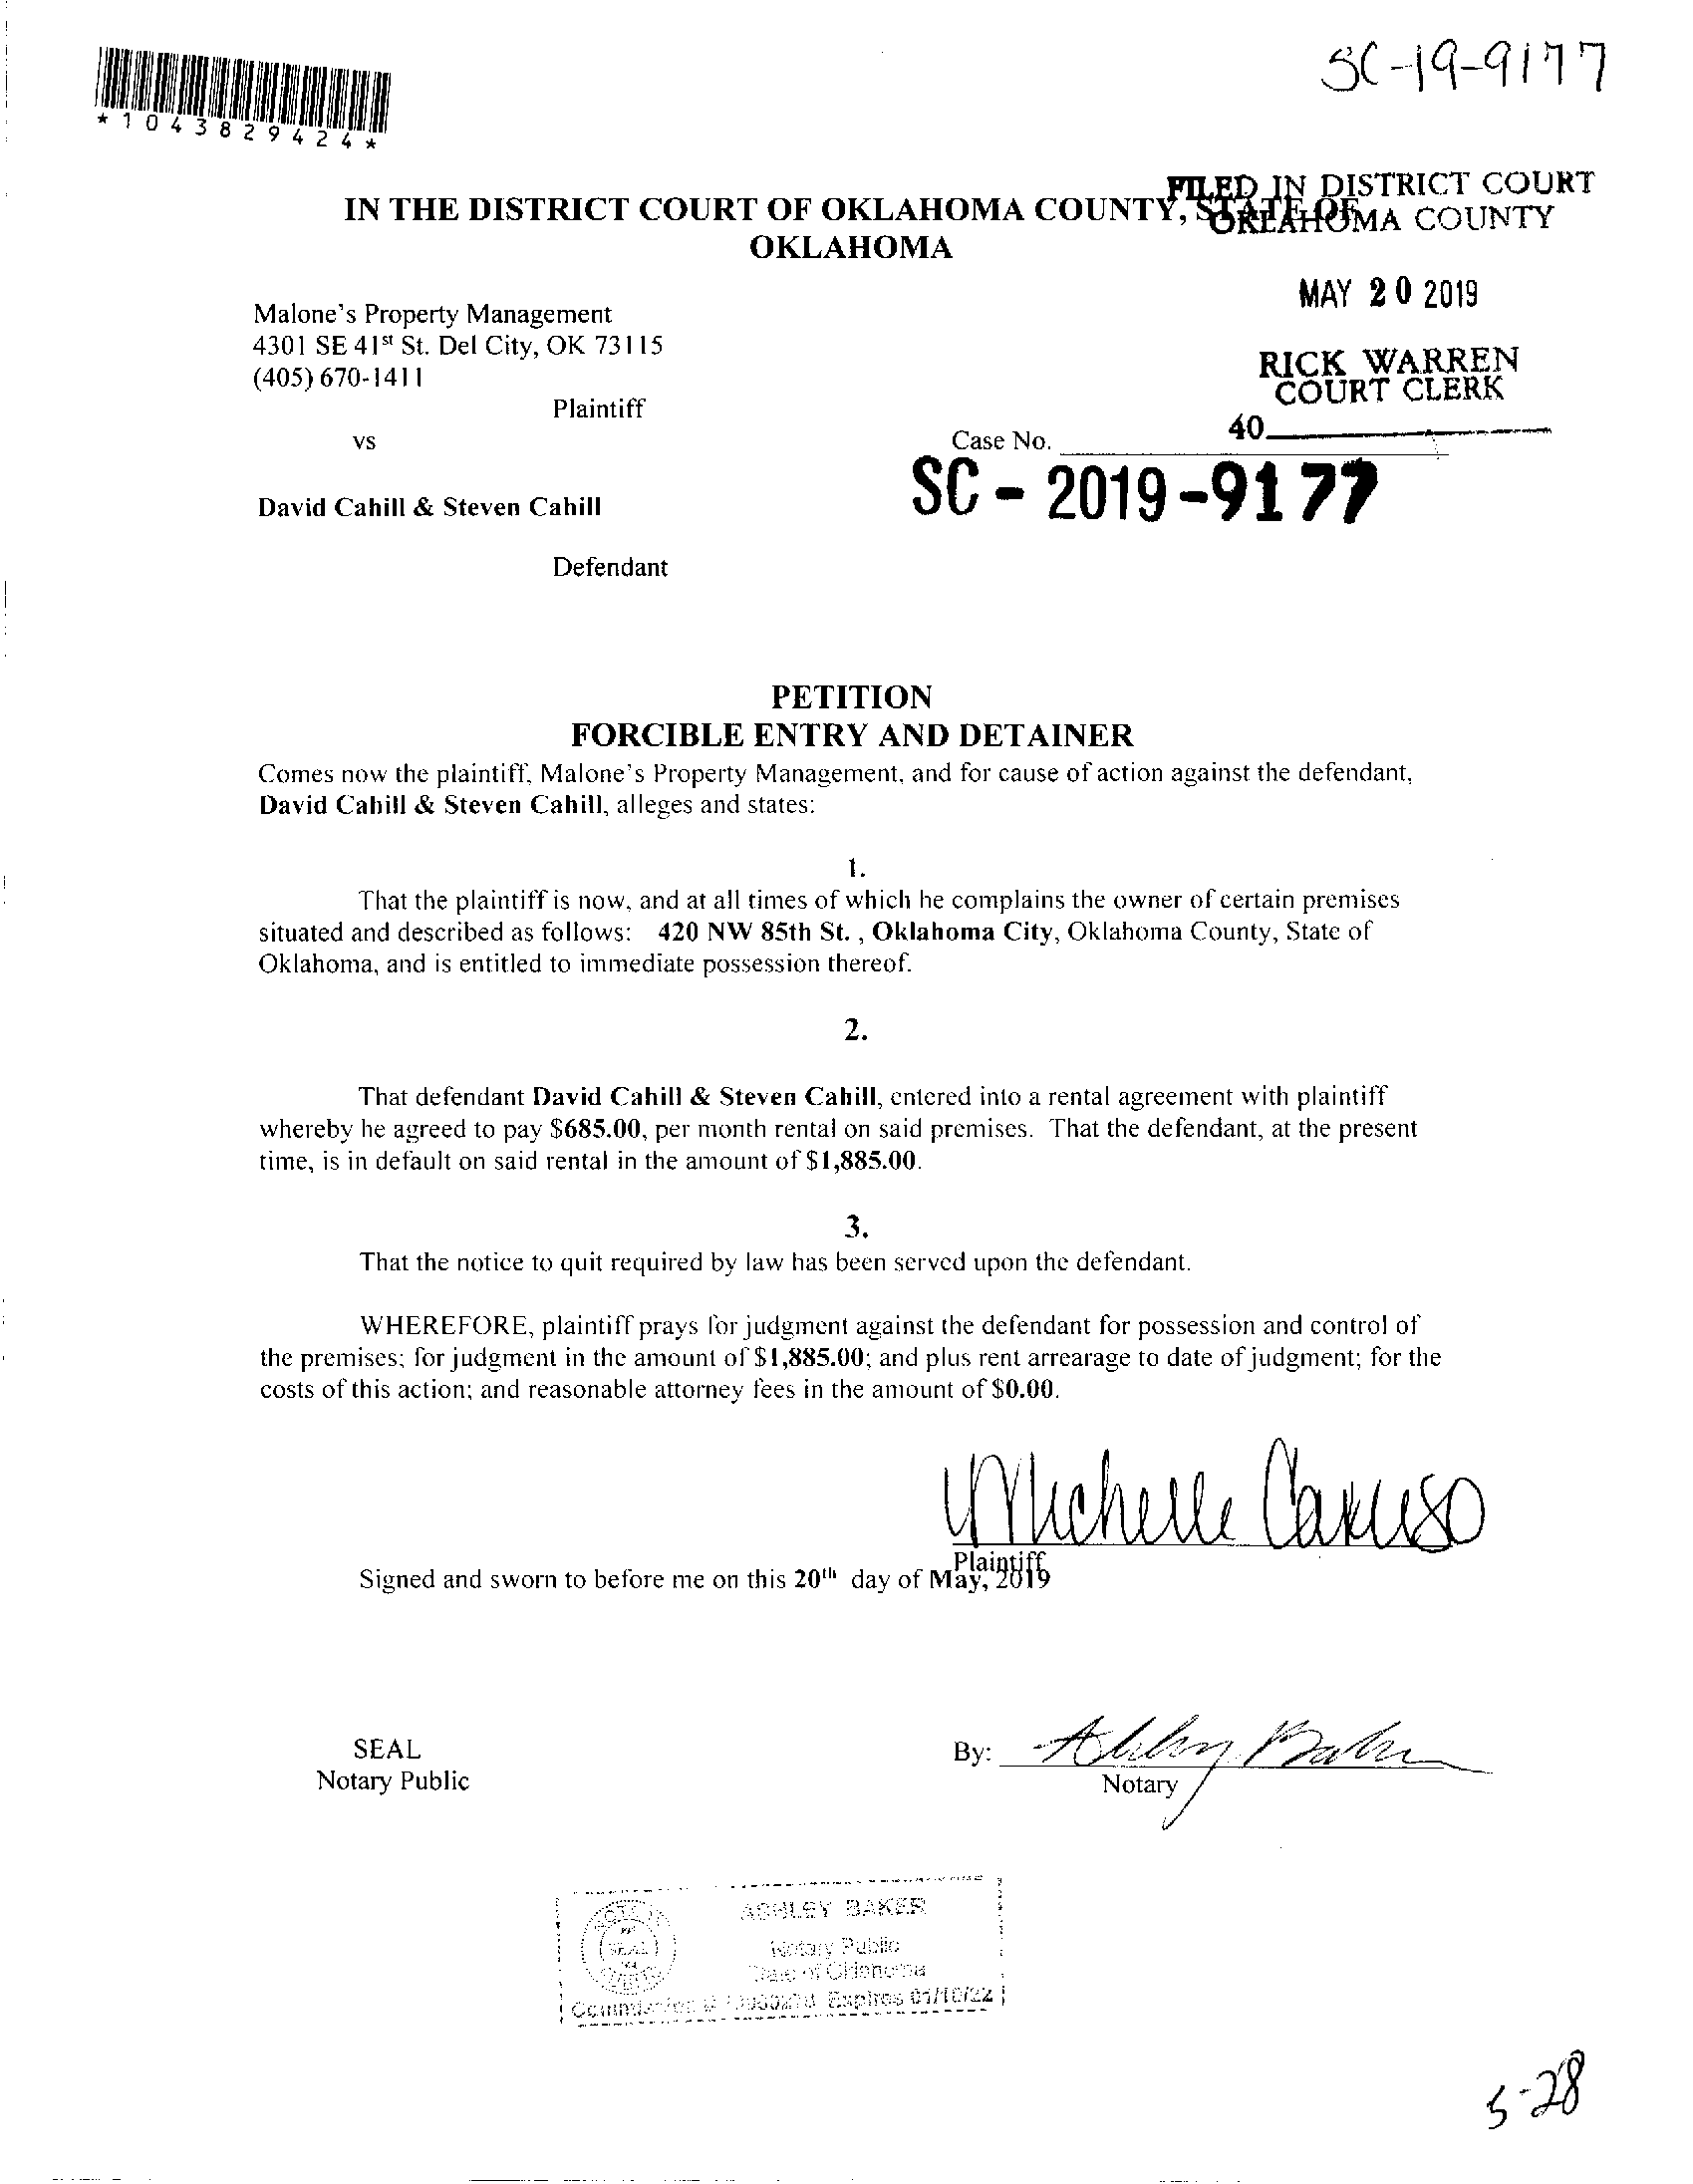 SC-19-9177
*1043829424*
FILED IN DISTRICT COURT
OKLAHOMA COUNTY
IN THE DISTRICT COURT OF OKLAHOMA COUNTY, STATE OF
OKLAHOMA
MAY 20 2019
RICK WARREN
COURT CLERK
40
Malone's Property Management
4301 SE 41st St. Del City, OK 73115
(405) 670-1411
Plaintiff
vs
Case No.
SC - 2019 -9177
David Cahill & Steven Cahill
Defendant
PETITION
FORCIBLE ENTRY AND DETAINER
Comes now the plaintiff, Malone's Property Management, and for cause of action against the defendant,
David Cahill & Steven Cahill, alleges and states:
1.
That the plaintiff is now, and at all times of which he complains the owner of certain premises
situated and described as follows: 420 NW 85th St. , Oklahoma City, Oklahoma County, State of
Oklahoma, and is entitled to immediate possession thereof.
2.
That defendant David Cahill & Steven Cahill, entered into a rental agreement with plaintiff
whereby he agreed to pay $685.00, per month rental on said premises. That the defendant, at the present
time, is in default on said rental in the amount of $1,885.00.
3.
That the notice to quit required by law has been served upon the defendant.
WHEREFORE, plaintiff prays for judgment against the defendant for possession and control of
the premises; for judgment in the amount of $1,885.00; and plus rent arrearage to date of judgment; for the
costs of this action; and reasonable attorney fees in the amount of $0.00.
Michelle Caruso
Plaintiff
Signed and sworn to before me on this 20th day of May, 2019
SEAL
Notary Public
By: Ashley Baker
Notary
ASHLEY BAKER
Notary Public
State of Oklahoma
Commission # Expires 01/10/22
5-28